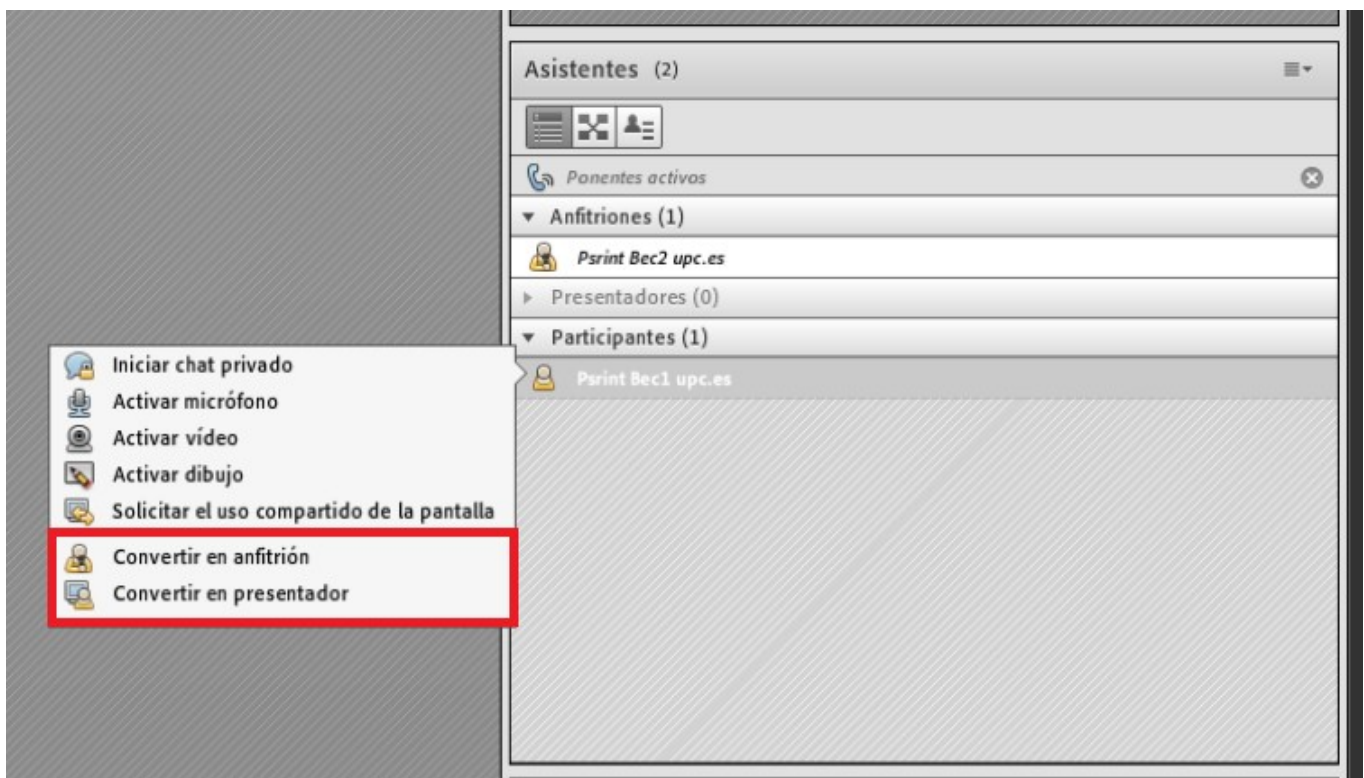 Asistentes (2)
Ponentes activos
Anfitriones (1)
Psrint Bec2 upc.es
Presentadores (0)
Participantes (1)
Psrint Bec1 upc.es
Iniciar chat privado
Activar micrófono
Activar vídeo
Activar dibujo
Solicitar el uso compartido de la pantalla
Convertir en anfitrión
Convertir en presentador